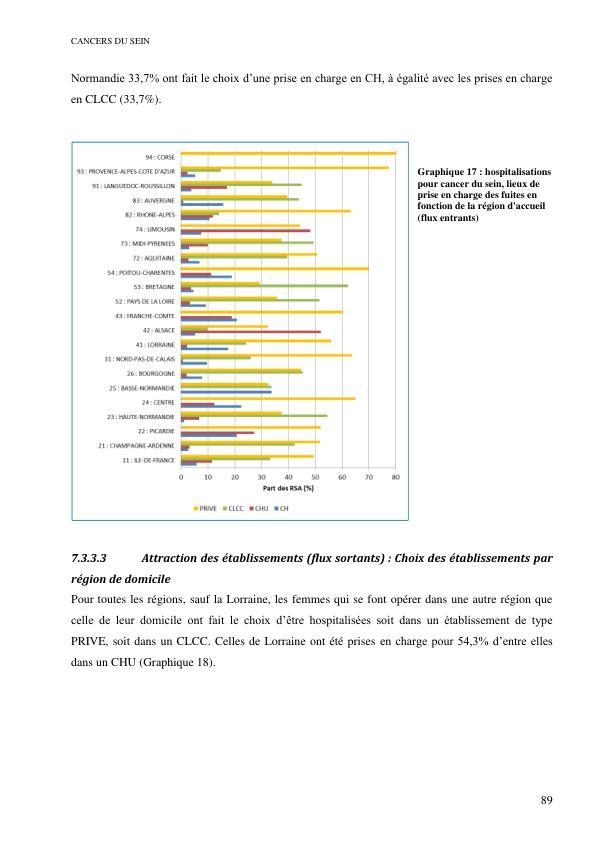 CANCERS DU SEIN
Normandie 33,7% ont fait le choix d'une prise en charge en CH, à égalité avec les prises en charge
en CLCC (33,7%).
94 : CORSE
93 : PROVENCE-ALPES-COTE D'AZUR
91 : LANGUEDOC-ROUSSILLON
83 : AUVERGNE
82 : RHONE-ALPES
74 : LIMOUSIN
73 : MIDI-PYRENEES
72 : AQUITAINE
54 : POITOU-CHARENTES
53 : BRETAGNE
52 : PAYS DE LA LOIRE
43 : FRANCHE-COMTE
42 : ALSACE
41 : LORRAINE
31 : NORD-PAS-DE-CALAIS
26 : BOURGOGNE
25 : BASSE-NORMANDIE
24 : CENTRE
23 : HAUTE-NORMANDIE
22 : PICARDIE
21 : CHAMPAGNE-ARDENNE
11 : ILE-DE-FRANCE
0 10 20 30 40 50 60 70 80
Part des RSA (%)
PRIVE CLCC CHU CH
Graphique 17 : hospitalisations
pour cancer du sein, lieux de
prise en charge des fuites en
fonction de la région d'accueil
(flux entrants)
7.3.3.3 Attraction des établissements (flux sortants) : Choix des établissements par
région de domicile
Pour toutes les régions, sauf la Lorraine, les femmes qui se font opérer dans une autre région que
celle de leur domicile ont fait le choix d'être hospitalisées soit dans un établissement de type
PRIVE, soit dans un CLCC. Celles de Lorraine ont été prises en charge pour 54,3% d'entre elles
dans un CHU (Graphique 18).
89